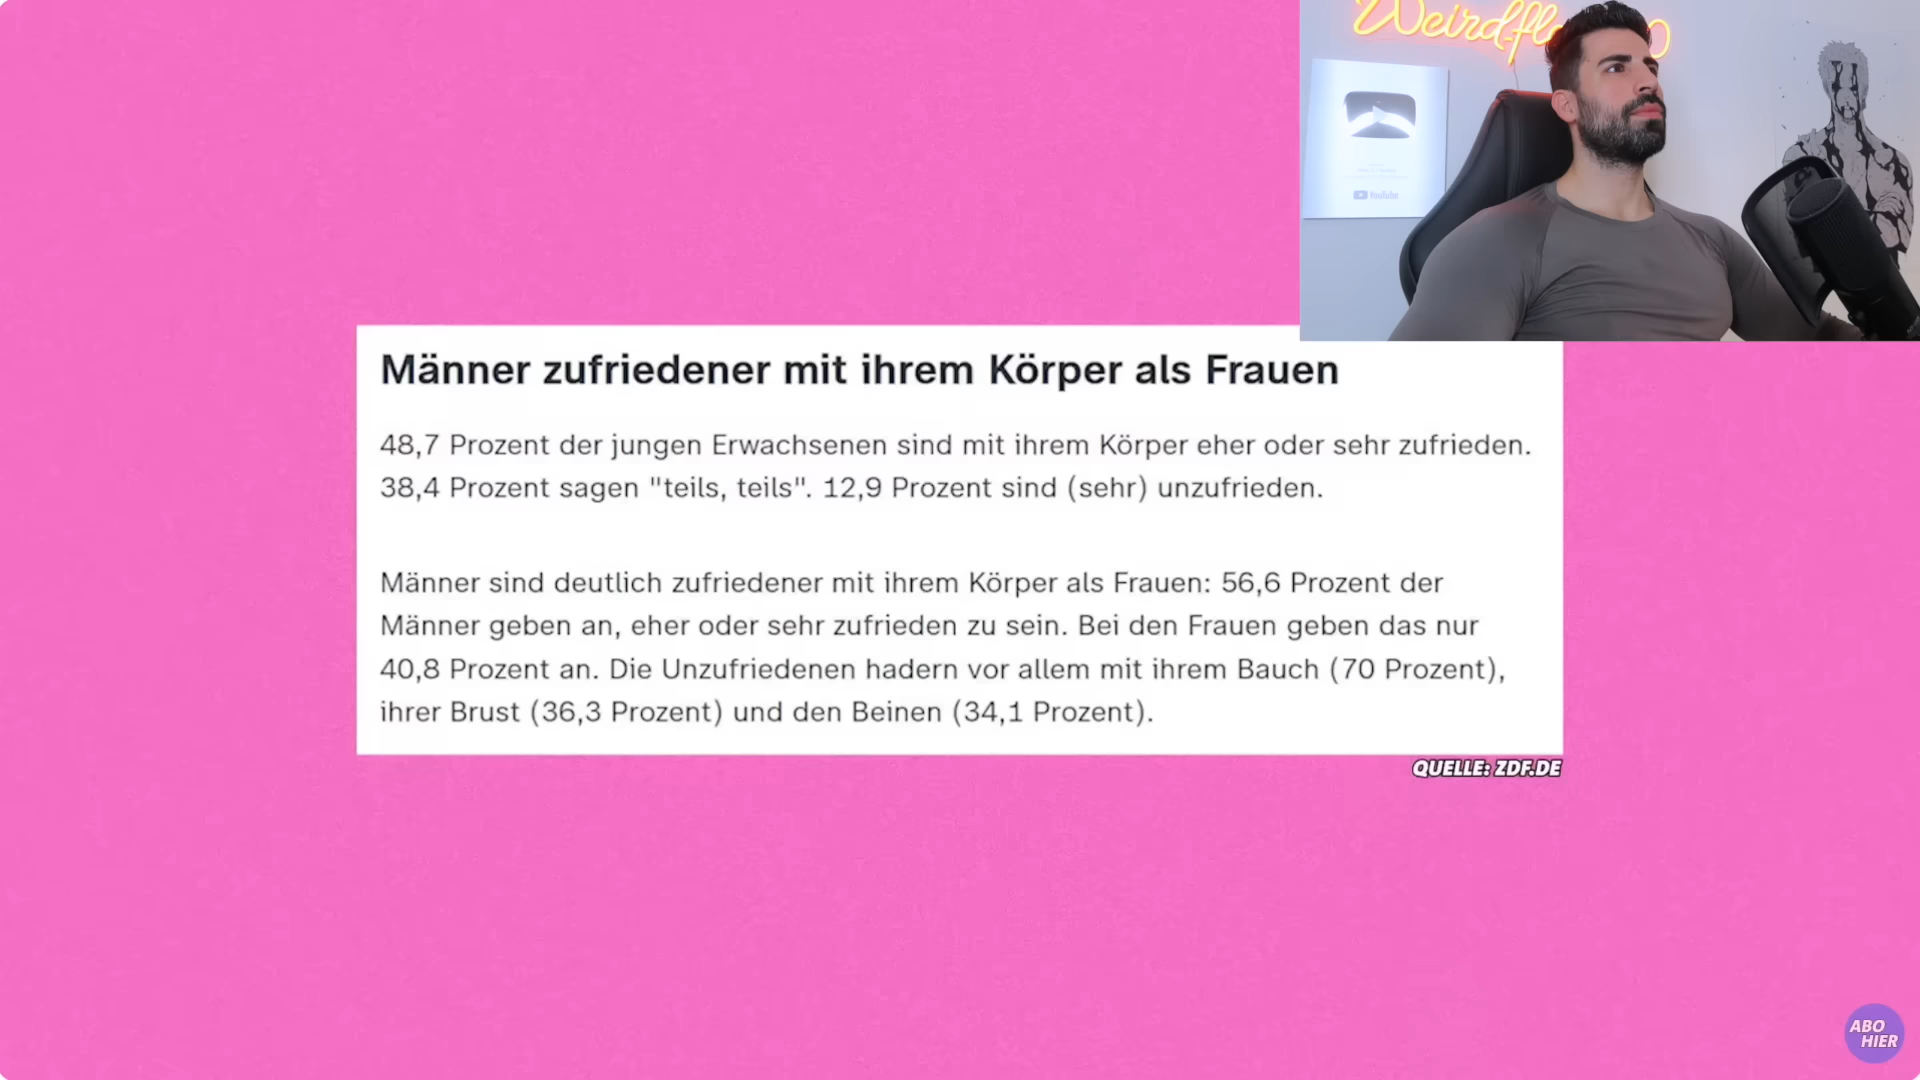 Weirdfl
YouTube
Männer zufriedener mit ihrem Körper als Frauen
48,7 Prozent der jungen Erwachsenen sind mit ihrem Körper eher oder sehr zufrieden.
38,4 Prozent sagen "teils, teils". 12,9 Prozent sind (sehr) unzufrieden.
Männer sind deutlich zufriedener mit ihrem Körper als Frauen: 56,6 Prozent der
Männer geben an, eher oder sehr zufrieden zu sein. Bei den Frauen geben das nur
40,8 Prozent an. Die Unzufriedenen hadern vor allem mit ihrem Bauch (70 Prozent),
ihrer Brust (36,3 Prozent) und den Beinen (34,1 Prozent).
QUELLE: ZDF.DE
ABO
HIER